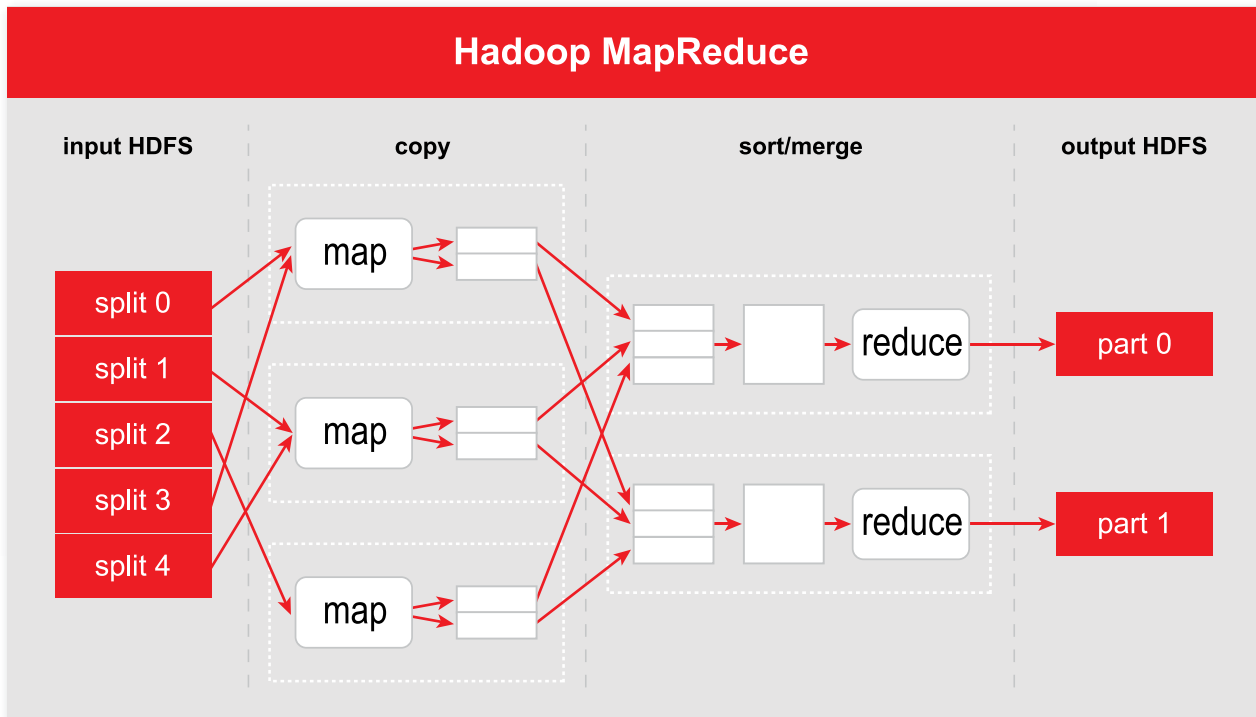 Hadoop MapReduce
input HDFS
copy
sort/merge
output HDFS
split 0
split 1
split 2
split 3
split 4
map
map
map
reduce
reduce
part 0
part 1